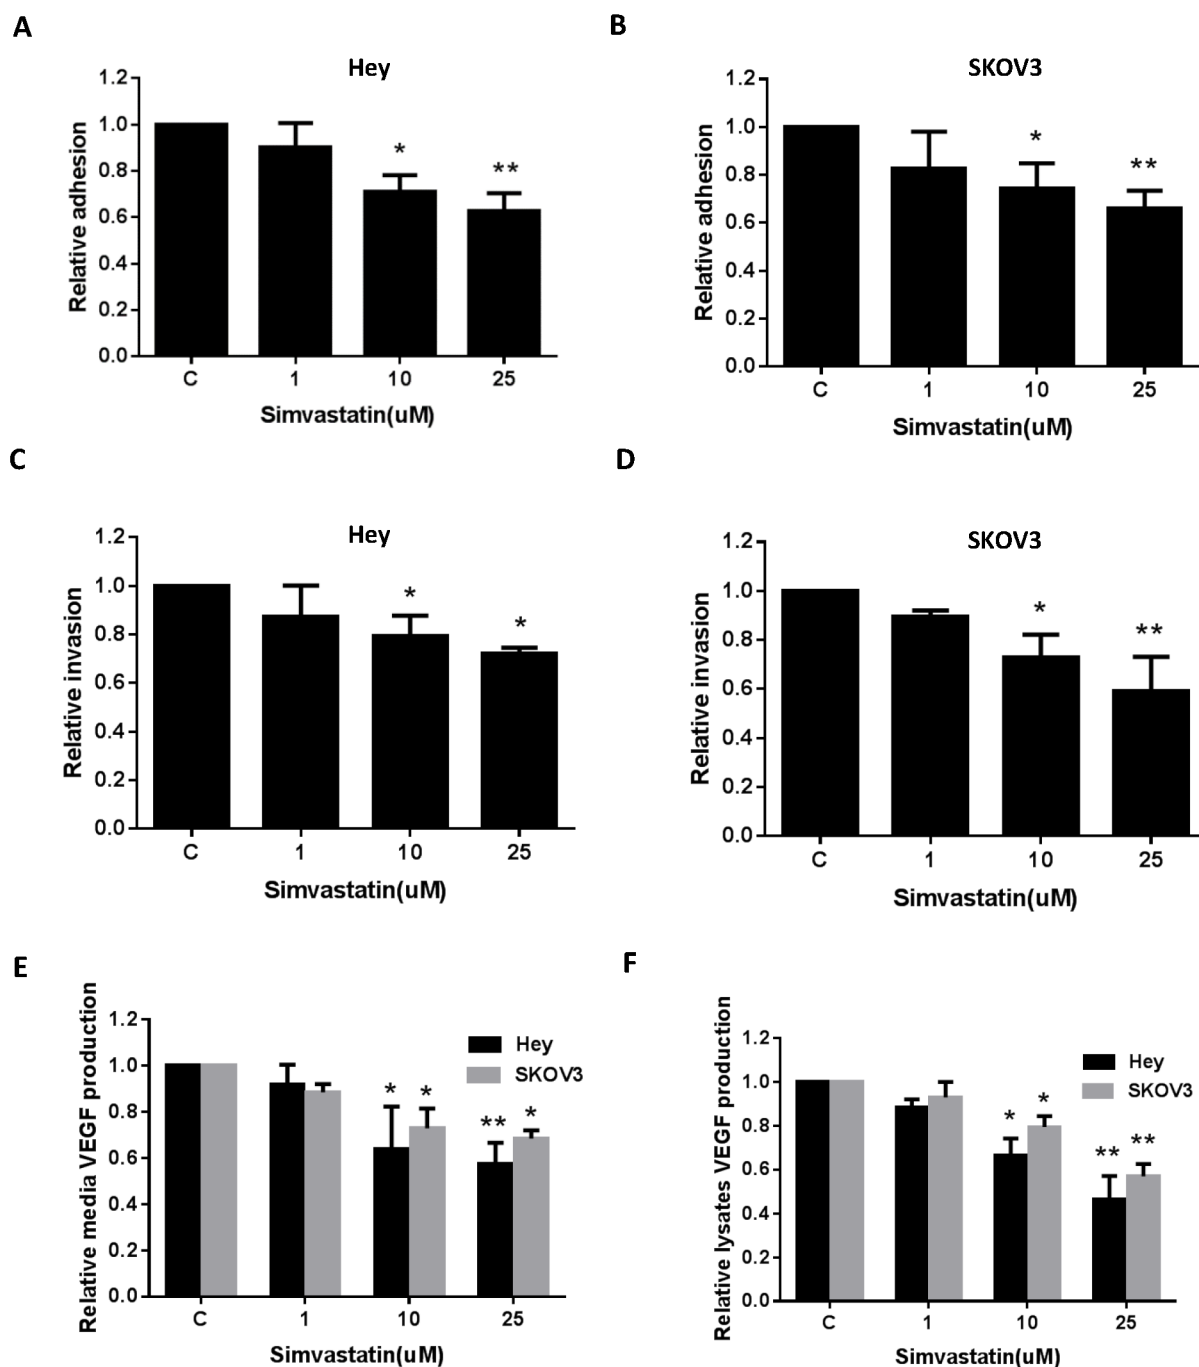 A
Hey
Relative adhesion
1.2
1.0
0.8
0.6
0.4
0.2
0.0
*
**
C 1 10 25
Simvastatin(uM)
B
SKOV3
Relative adhesion
1.2
1.0
0.8
0.6
0.4
0.2
0.0
*
**
C 1 10 25
Simvastatin(uM)
C
Hey
Relative invasion
1.2
1.0
0.8
0.6
0.4
0.2
0.0
*
*
C 1 10 25
Simvastatin(uM)
D
SKOV3
Relative invasion
1.2
1.0
0.8
0.6
0.4
0.2
0.0
*
**
C 1 10 25
Simvastatin(uM)
E
Relative media VEGF production
1.2
1.0
0.8
0.6
0.4
0.2
0.0
Hey
SKOV3
* *
** *
C 1 10 25
Simvastatin(uM)
F
Relative lysates VEGF production
1.2
1.0
0.8
0.6
0.4
0.2
0.0
Hey
SKOV3
* *
** **
C 1 10 25
Simvastatin(uM)